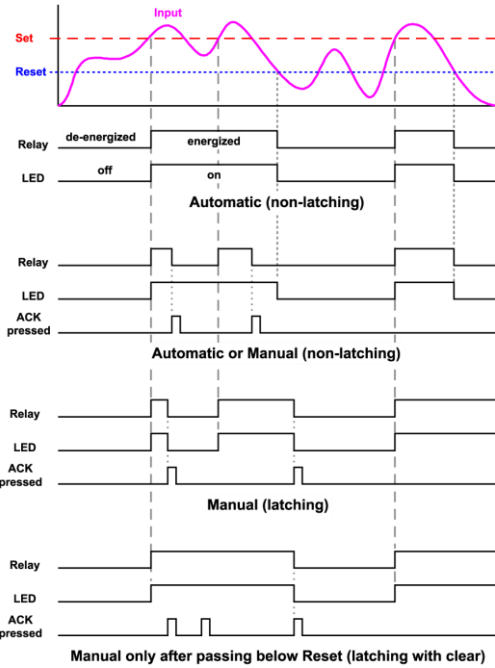 Input
Set
Reset
de-energized energized
Relay
off on
LED
Automatic (non-latching)
Relay
LED
ACK
pressed
Automatic or Manual (non-latching)
Relay
LED
ACK
pressed
Manual (latching)
Relay
LED
ACK
pressed
Manual only after passing below Reset (latching with clear)